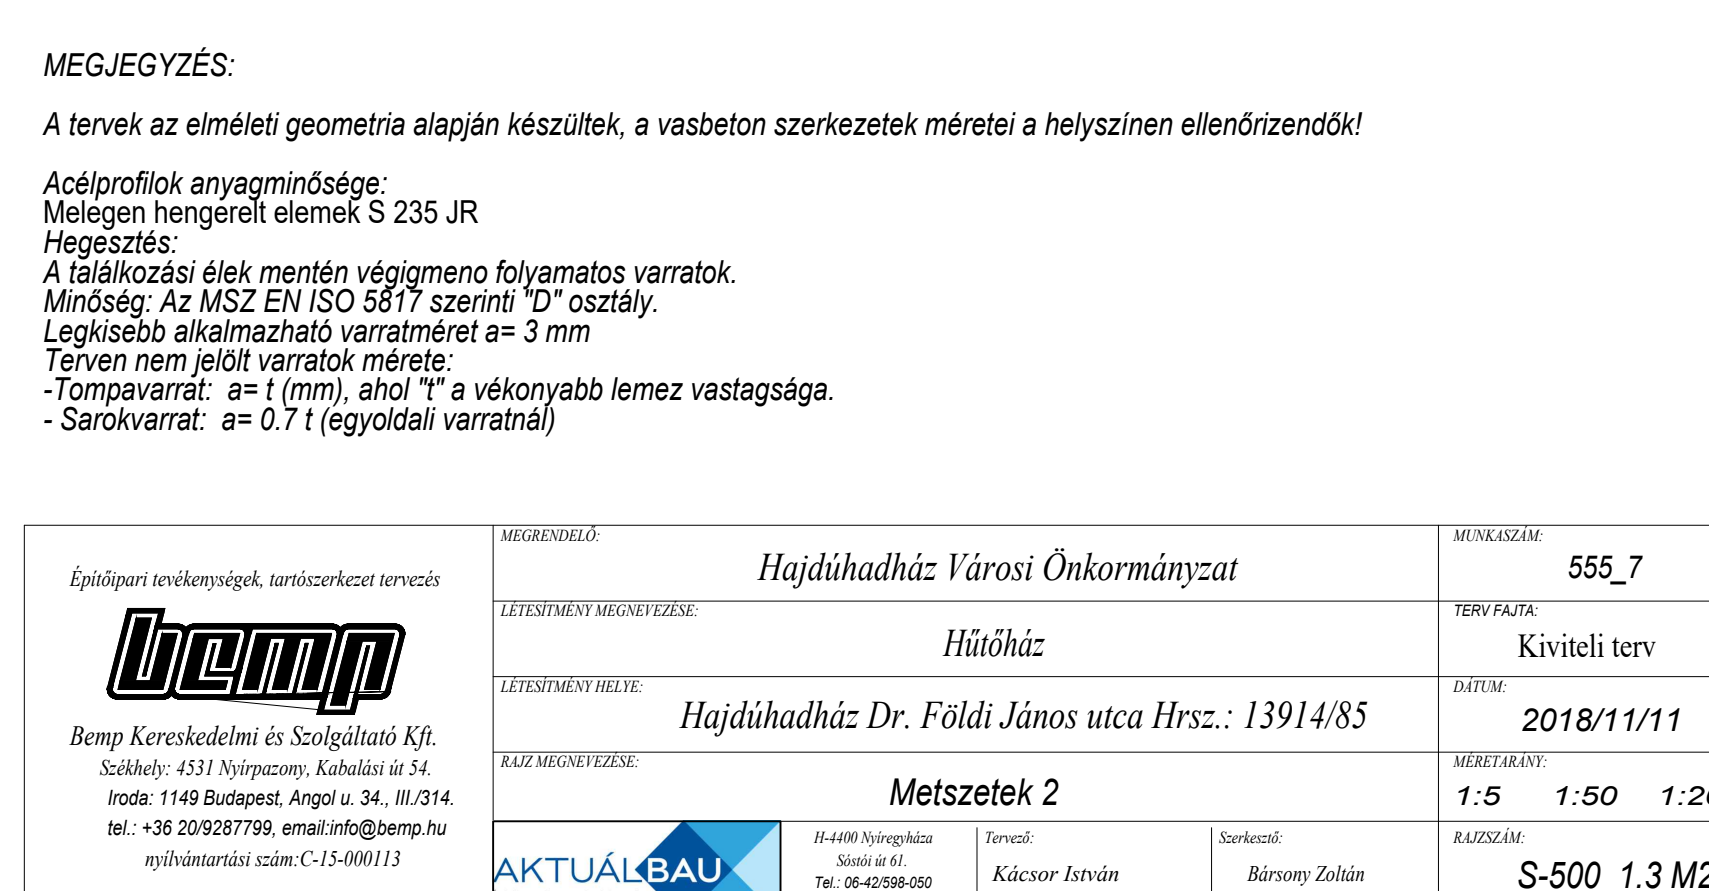 MEGJEGYZÉS:
A tervek az elméleti geometria alapján készültek, a vasbeton szerkezetek méretei a helyszínen ellenőrizendők!
Acélprofilok anyagminősége:
Melegen hengerelt elemek S 235 JR
Hegesztés:
A találkozási élek mentén végigmeno folyamatos varratok.
Minőség: Az MSZ EN ISO 5817 szerinti "D" osztály.
Legkisebb alkalmazható varratméret a= 3 mm
Terven nem jelölt varratok mérete:
-Tompavarrat: a= t (mm), ahol "t" a vékonyabb lemez vastagsága.
- Sarokvarrat: a= 0.7 t (egyoldali varratnál)
Építőipari tevékenységek, tartószerkezet tervezés
bemp
Bemp Kereskedelmi és Szolgáltató Kft.
Székhely: 4531 Nyírpazony, Kabalási út 54.
Iroda: 1149 Budapest, Angol u. 34., III./314.
tel.: +36 20/9287799, email:info@bemp.hu
nyílvántartási szám:C-15-000113
MEGRENDELŐ:
Hajdúhadház Városi Önkormányzat
LÉTESÍTMÉNY MEGNEVEZÉSE:
Hűtőház
LÉTESÍTMÉNY HELYE:
Hajdúhadház Dr. Földi János utca Hrsz.: 13914/85
RAJZ MEGNEVEZÉSE:
Metszetek 2
AKTUÁLBAU
H-4400 Nyíregyháza
Sóstói út 61.
Tel.: 06-42/598-050
Tervező:
Kácsor István
Szerkesztő:
Bársony Zoltán
MUNKASZÁM:
555_7
TERV FAJTA:
Kiviteli terv
DÁTUM:
2018/11/11
MÉRETARÁNY:
1:5 1:50 1:20
RAJZSZÁM:
S-500 1.3 M2